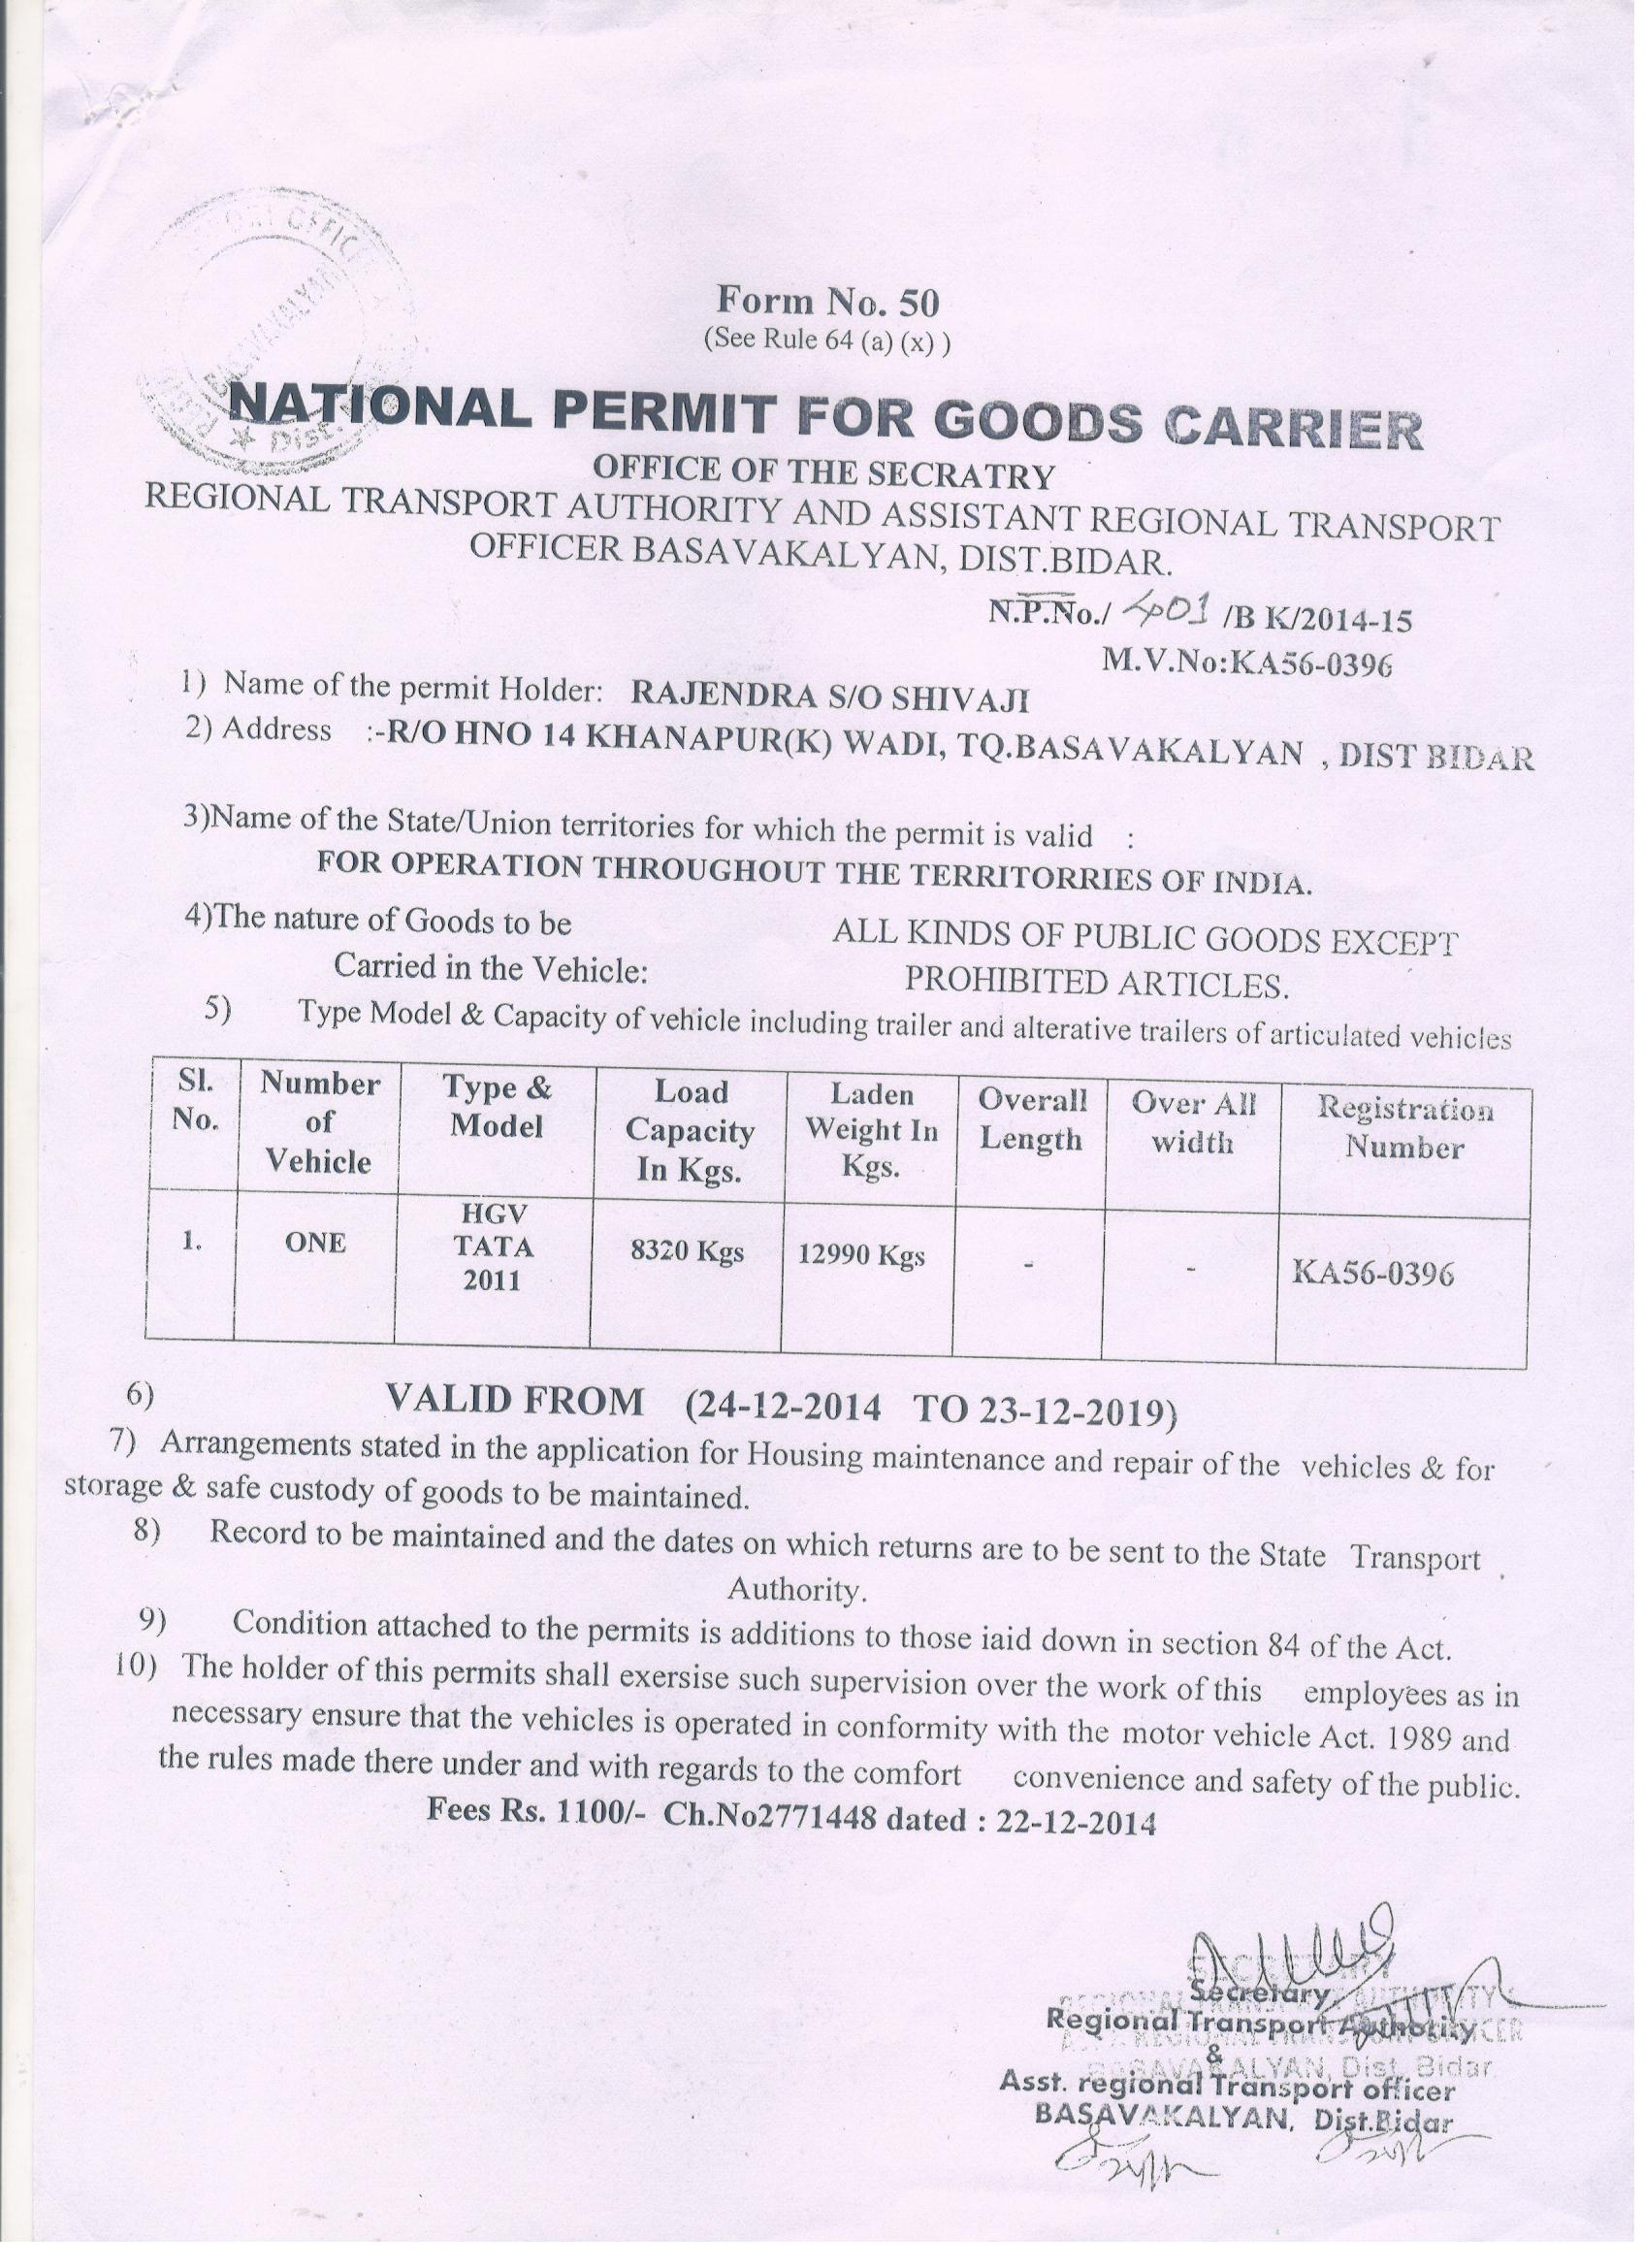 OFFICE
BASAVAKALYAN
★ Dist.
Form No. 50
(See Rule 64 (a) (x) )
NATIONAL PERMIT FOR GOODS CARRIER
OFFICE OF THE SECRATRY
REGIONAL TRANSPORT AUTHORITY AND ASSISTANT REGIONAL TRANSPORT
OFFICER BASAVAKALYAN, DIST.BIDAR.
N.P.No./ 401 /B K/2014-15
M.V.No:KA56-0396
1) Name of the permit Holder: RAJENDRA S/O SHIVAJI
2) Address :-R/O HNO 14 KHANAPUR(K) WADI, TQ.BASAVAKALYAN , DIST BIDAR
3)Name of the State/Union territories for which the permit is valid :
FOR OPERATION THROUGHOUT THE TERRITORRIES OF INDIA.
4)The nature of Goods to be ALL KINDS OF PUBLIC GOODS EXCEPT
Carried in the Vehicle: PROHIBITED ARTICLES.
5) Type Model & Capacity of vehicle including trailer and alterative trailers of articulated vehicles
Sl. Number Type & Load Laden Overall Over All Registration
No. of Model Capacity Weight In Length width Number
Vehicle In Kgs. Kgs.
HGV
1. ONE TATA 8320 Kgs 12990 Kgs - - KA56-0396
2011
6) VALID FROM (24-12-2014 TO 23-12-2019)
7) Arrangements stated in the application for Housing maintenance and repair of the vehicles & for
storage & safe custody of goods to be maintained.
8) Record to be maintained and the dates on which returns are to be sent to the State Transport
Authority.
9) Condition attached to the permits is additions to those iaid down in section 84 of the Act.
10) The holder of this permits shall exersise such supervision over the work of this employees as in
necessary ensure that the vehicles is operated in conformity with the motor vehicle Act. 1989 and
the rules made there under and with regards to the comfort convenience and safety of the public.
Fees Rs. 1100/- Ch.No2771448 dated : 22-12-2014
SECRETARY
Secretary
REGIONAL TRANSPORT AUTHORITY &
Regional Transport Authority
REGIONAL TRANSPORT OFFICER
&
BASAVAKALYAN, Dist. Bidar
Asst. regional Transport officer
BASAVAKALYAN, Dist.Bidar